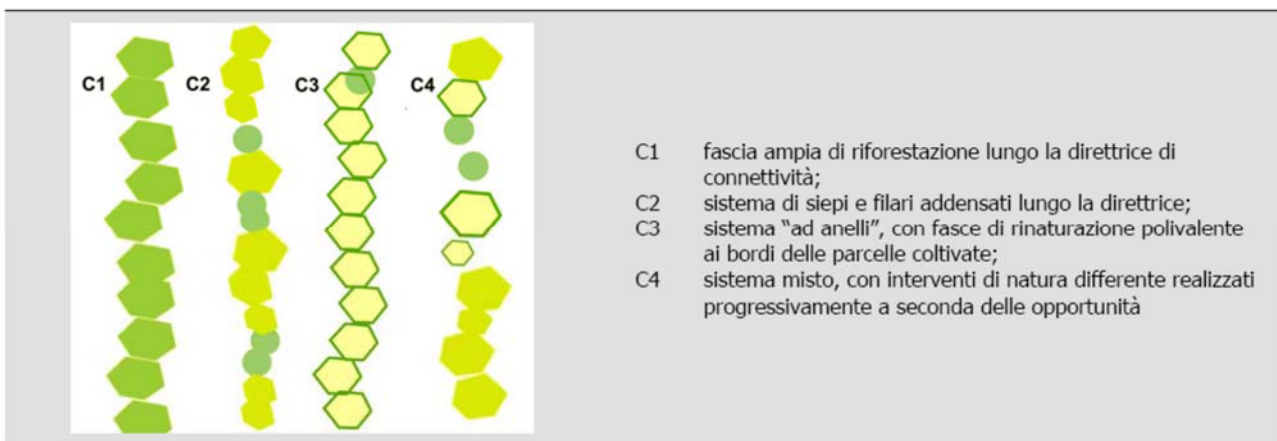 C1
C2
C3
C4
C1 fascia ampia di riforestazione lungo la direttrice di
connettività;
C2 sistema di siepi e filari addensati lungo la direttrice;
C3 sistema “ad anelli”, con fasce di rinaturazione polivalente
ai bordi delle parcelle coltivate;
C4 sistema misto, con interventi di natura differente realizzati
progressivamente a seconda delle opportunità